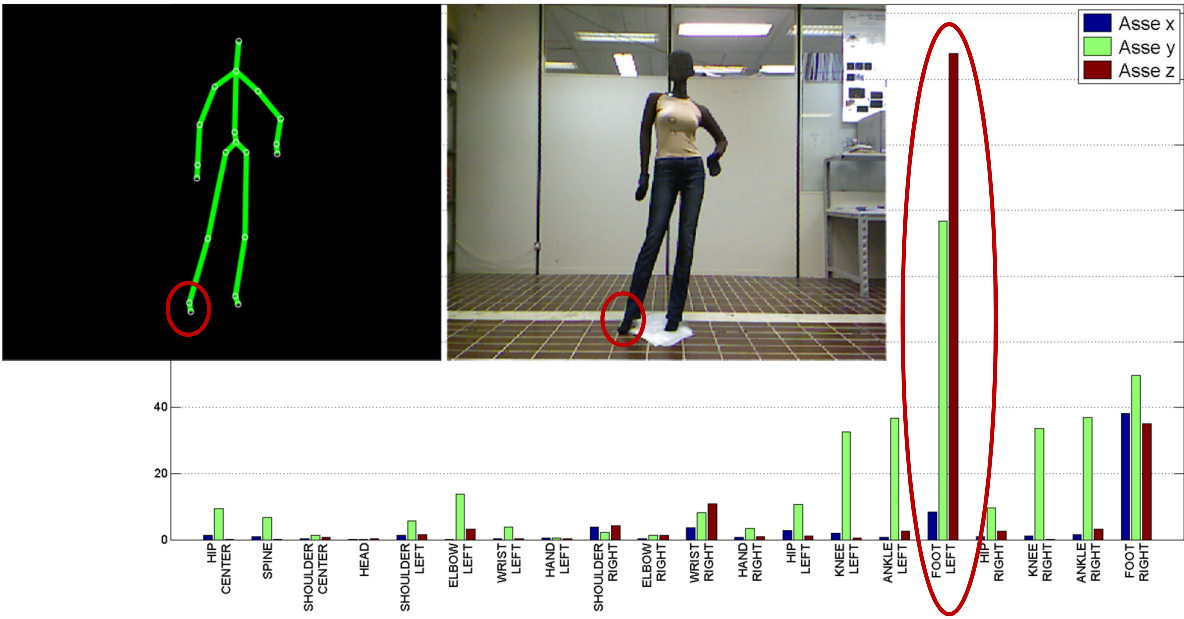 Asse x
Asse y
Asse z
40
20
0
HIP
CENTER
SPINE
SHOULDER
CENTER
HEAD
SHOULDER
LEFT
ELBOW
LEFT
WRIST
LEFT
HAND
LEFT
SHOULDER
RIGHT
ELBOW
RIGHT
WRIST
RIGHT
HAND
RIGHT
HIP
LEFT
KNEE
LEFT
ANKLE
LEFT
FOOT
LEFT
HIP
RIGHT
KNEE
RIGHT
ANKLE
RIGHT
FOOT
RIGHT